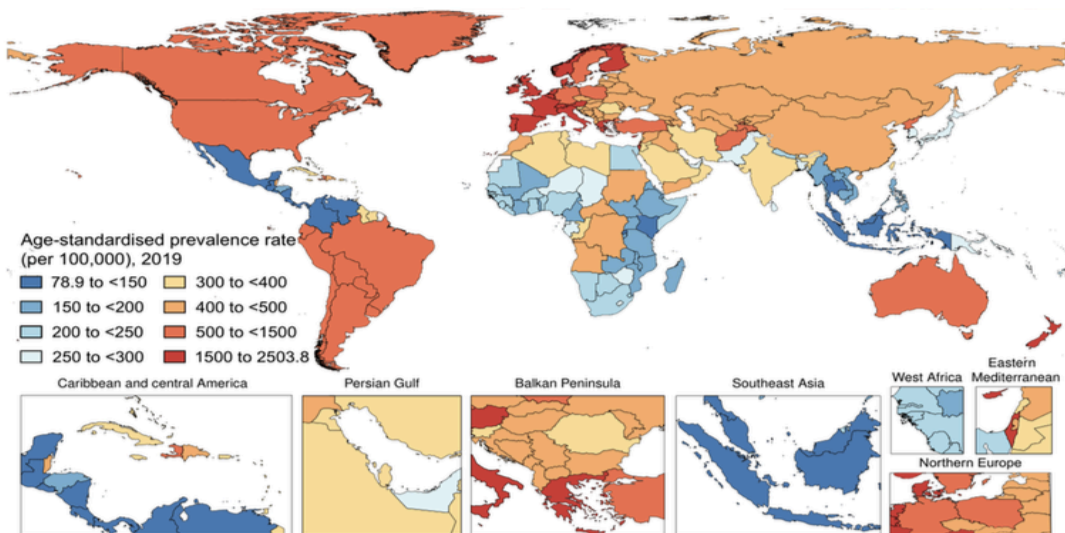 Age-standardised prevalence rate
(per 100,000), 2019
78.9 to <150
300 to <400
150 to <200
400 to <500
200 to <250
500 to <1500
250 to <300
1500 to 2503.8
Caribbean and central America
Persian Gulf
Balkan Peninsula
Southeast Asia
West Africa
Eastern
Mediterranean
Northern Europe